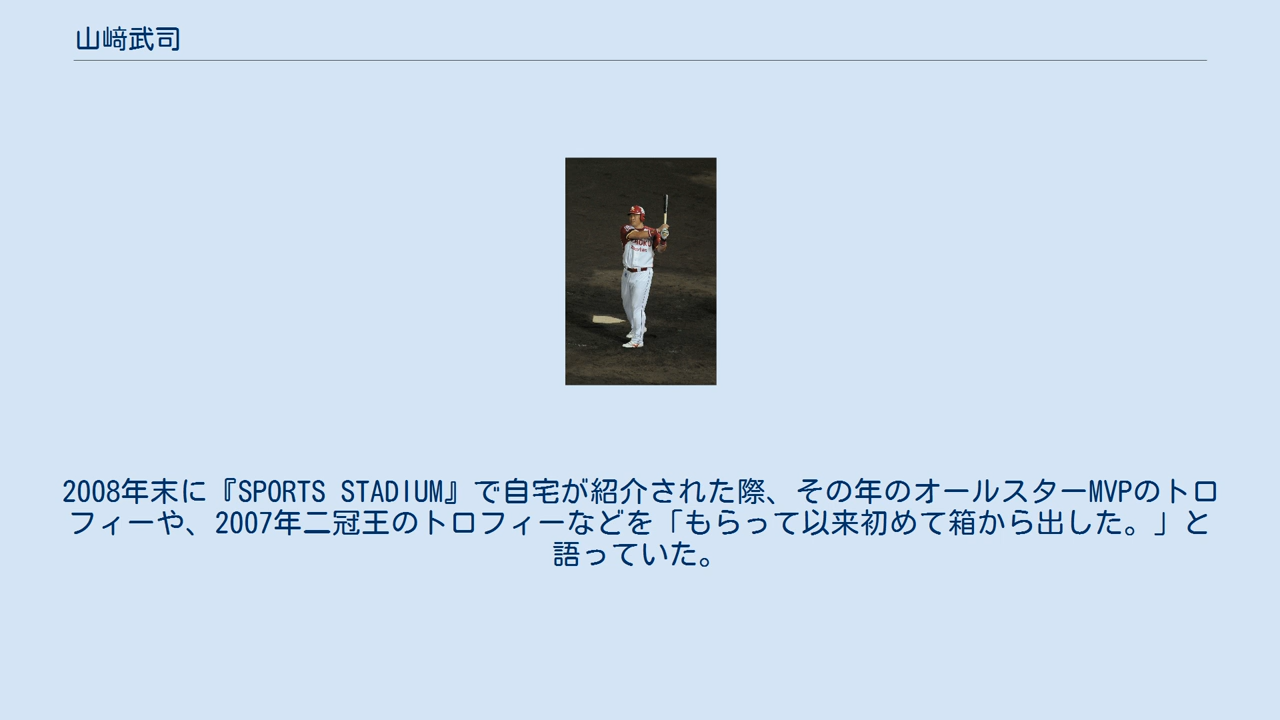 山﨑武司
2008年末に『SPORTS STADIUM』で自宅が紹介された際、その年のオールスターMVPのトロ
フィーや、2007年二冠王のトロフィーなどを「もらって以来初めて箱から出した。」と
語っていた。